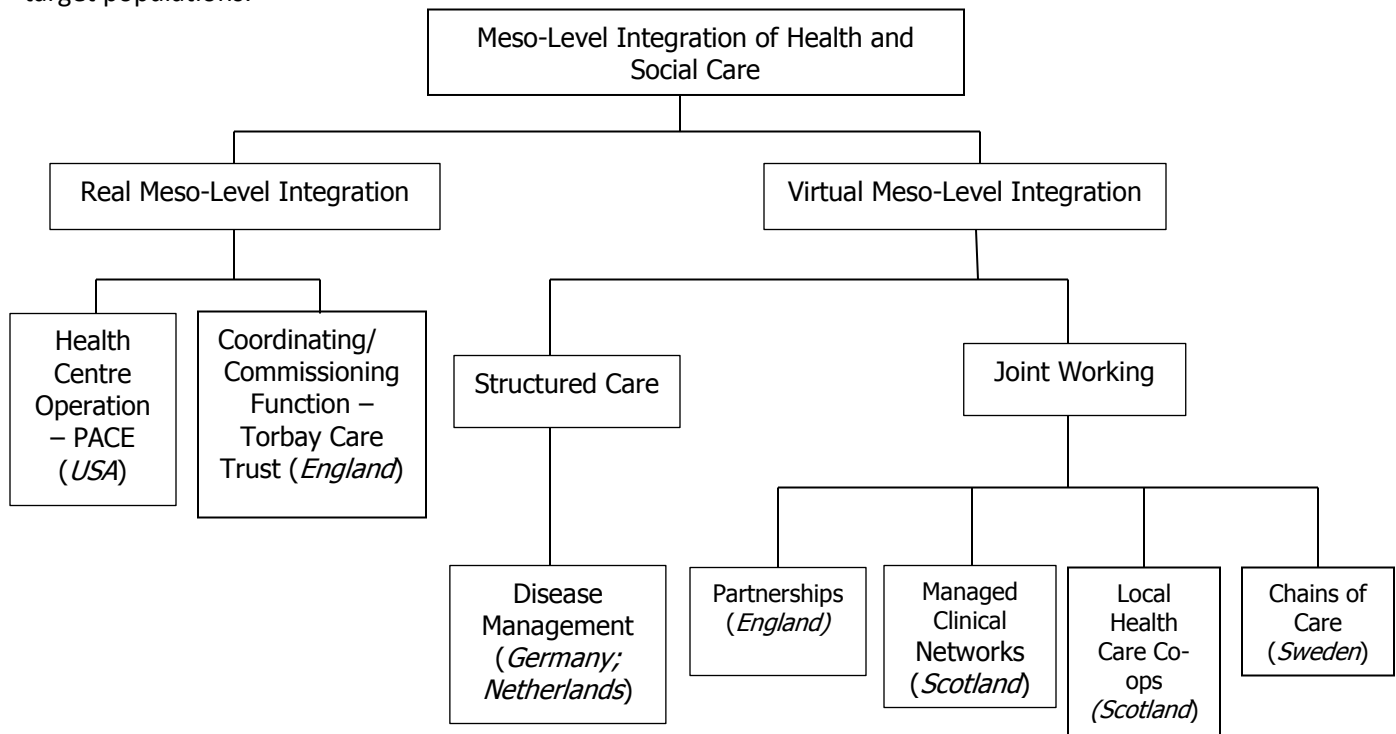 target populations.
Meso-Level Integration of Health and
Social Care
Real Meso-Level Integration
Virtual Meso-Level Integration
Health
Centre
Operation
– PACE
(USA)
Coordinating/
Commissioning
Function –
Torbay Care
Trust (England)
Structured Care
Joint Working
Disease
Management
(Germany;
Netherlands)
Partnerships
(England)
Managed
Clinical
Networks
(Scotland)
Local
Health
Care Co-
ops
(Scotland)
Chains of
Care
(Sweden)